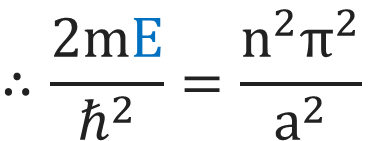 ∴ 2mE/ℏ² = n²π²/a²